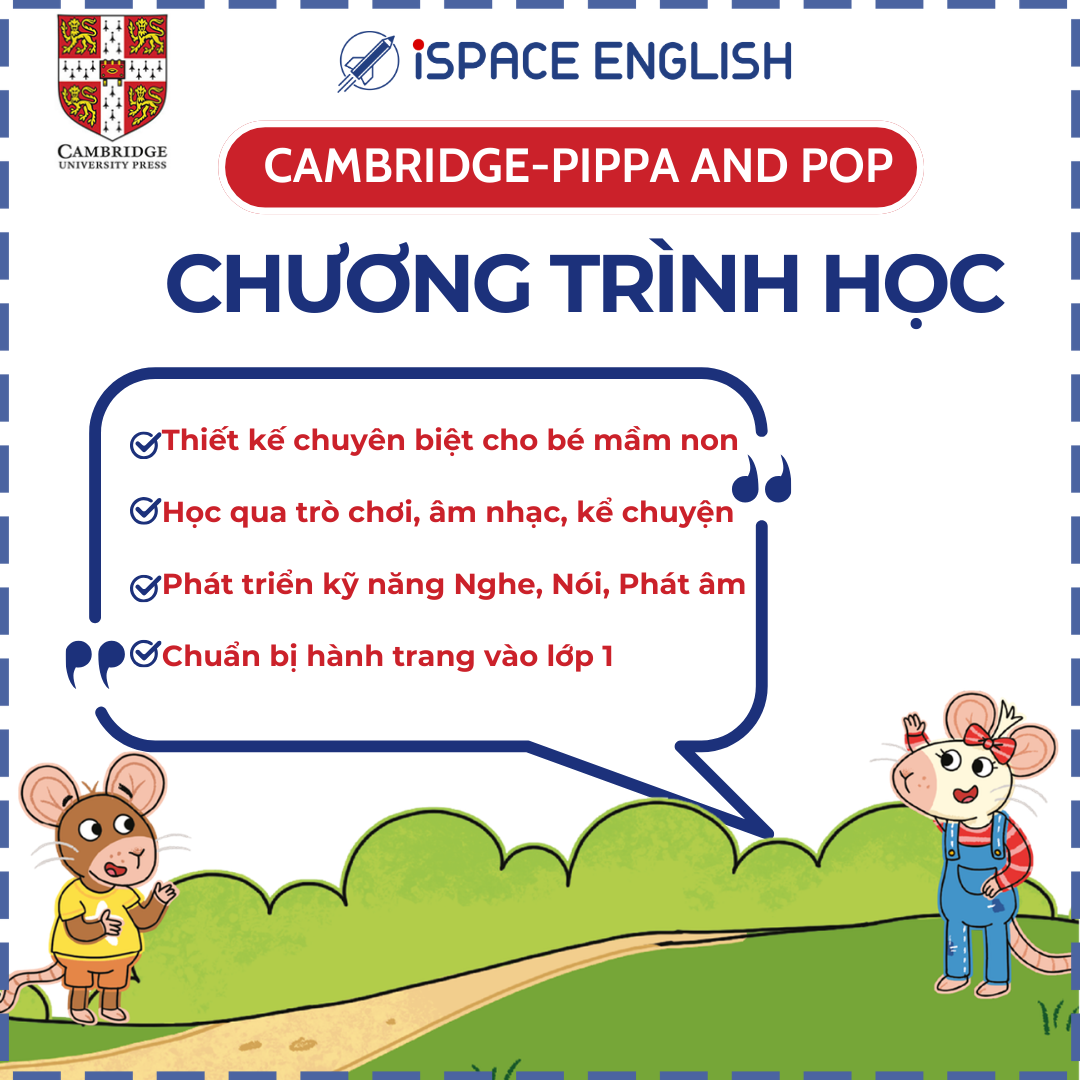 CAMBRIDGE
UNIVERSITY PRESS
iSPACE ENGLISH
CAMBRIDGE-PIPPA AND POP
CHƯƠNG TRÌNH HỌC
Thiết kế chuyên biệt cho bé mầm non
Học qua trò chơi, âm nhạc, kể chuyện
Phát triển kỹ năng Nghe, Nói, Phát âm
Chuẩn bị hành trang vào lớp 1